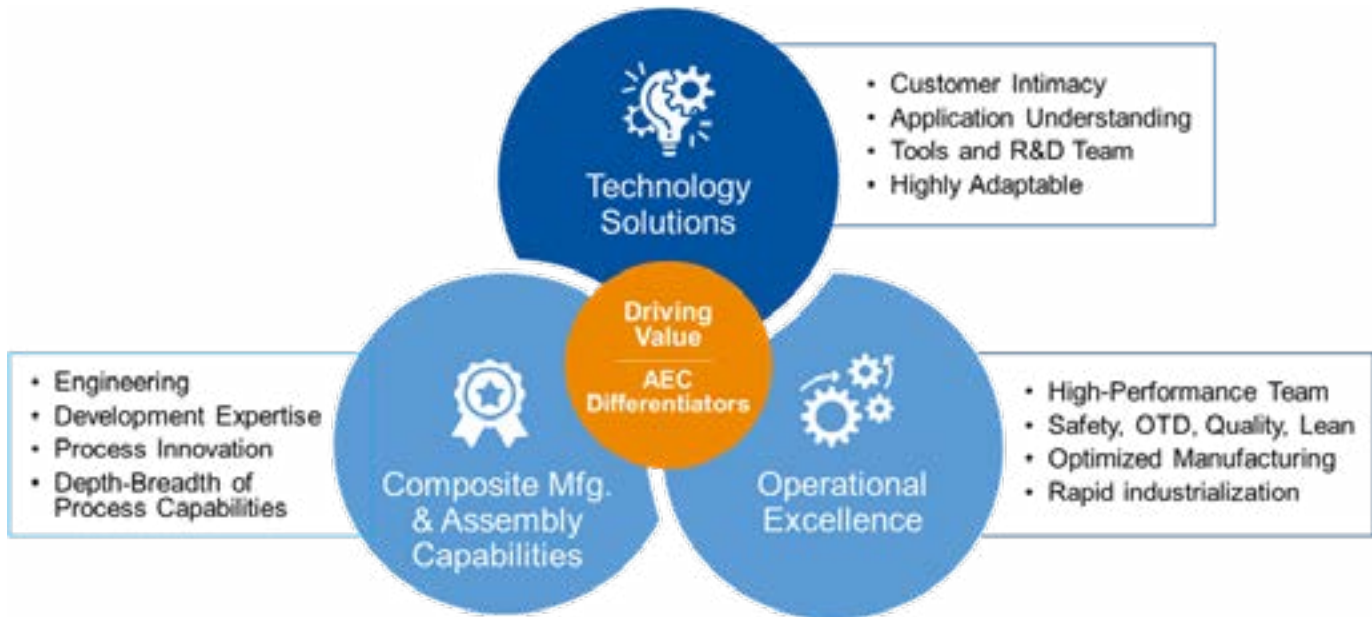 Technology
Solutions
• Customer Intimacy
• Application Understanding
• Tools and R&D Team
• Highly Adaptable
Driving
Value
AEC
Differentiators
• Engineering
• Development Expertise
• Process Innovation
• Depth-Breadth of
Process Capabilities
Composite Mfg.
& Assembly
Capabilities
Operational
Excellence
• High-Performance Team
• Safety, OTD, Quality, Lean
• Optimized Manufacturing
• Rapid industrialization